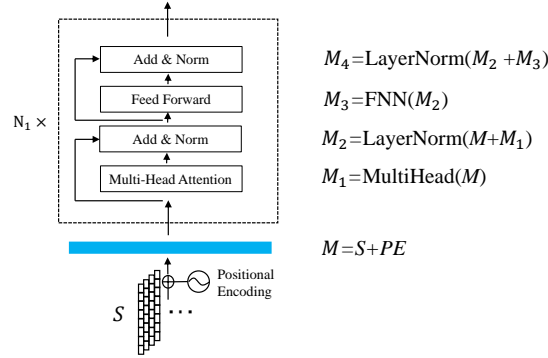 Add & Norm
M₄=LayerNorm(M₂ +M₃)
Feed Forward
M₃=FNN(M₂)
N₁ ×
Add & Norm
M₂=LayerNorm(M+M₁)
Multi-Head Attention
M₁=MultiHead(M)
M=S+PE
Positional
Encoding
S
...